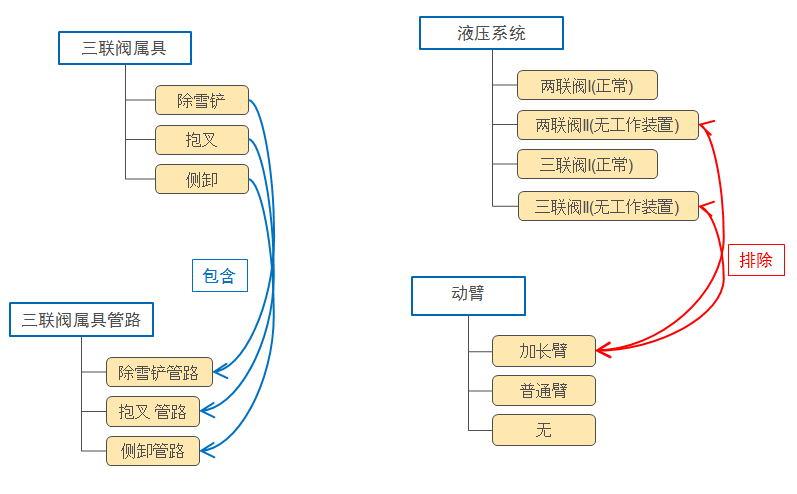 三联阀属具
除雪铲
抱叉
侧卸
包含
三联阀属具管路
除雪铲管路
抱叉 管路
侧卸管路
液压系统
两联阀Ⅰ(正常)
两联阀Ⅱ(无工作装置)
三联阀Ⅰ(正常)
三联阀Ⅱ(无工作装置)
排除
动臂
加长臂
普通臂
无